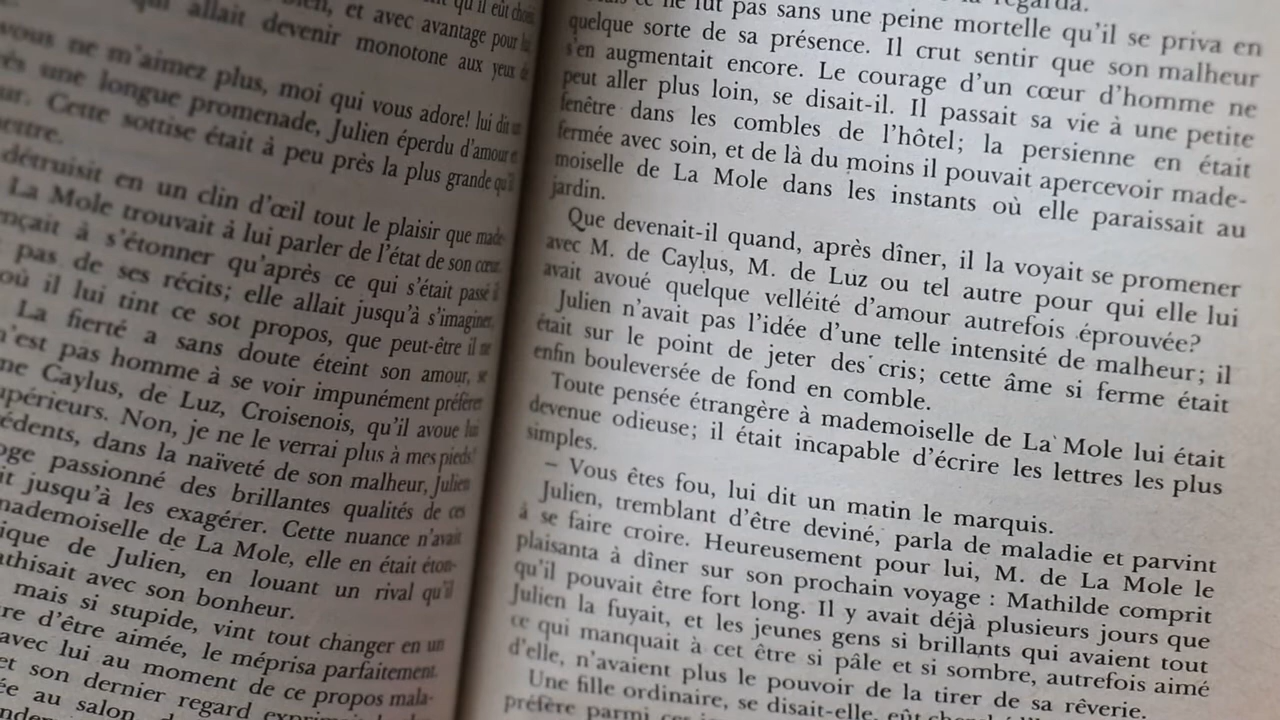 qu'il eût choisi
bien, et avec avantage pour lui
qui allait devenir monotone aux yeux de
vous ne m'aimez plus, moi qui vous adore! lui dit un
une longue promenade, Julien éperdu d'amour et
Cette sottise était à peu près la plus grande qu'il
détruisit en un clin d'œil tout le plaisir que made-
La Mole trouvait à lui parler de l'état de son cœur.
à s'étonner qu'après ce qui s'était passé il
pas de ses récits; elle allait jusqu'à s'imaginer,
où il lui tint ce sot propos, que peut-être il ne
La fierté a sans doute éteint son amour, se
n'est pas homme à se voir impunément préférer
Caylus, de Luz, Croisenois, qu'il avoue lui
Non, je ne le verrai plus à mes pieds!
dans la naïveté de son malheur, Julien
passionné des brillantes qualités de ces
jusqu'à les exagérer. Cette nuance n'avait
mademoiselle de La Mole, elle en était éton-
de Julien, en louant un rival qu'il
avec son bonheur.
mais si stupide, vint tout changer en un
d'être aimée, le méprisa parfaitement.
avec lui au moment de ce propos mala-
et son dernier regard
au salon
regarda.
ce ne fut pas sans une peine mortelle qu'il se priva en
quelque sorte de sa présence. Il crut sentir que son malheur
s'en augmentait encore. Le courage d'un cœur d'homme ne
peut aller plus loin, se disait-il. Il passait sa vie à une petite
fenêtre dans les combles de l'hôtel; la persienne en était
fermée avec soin, et de là du moins il pouvait apercevoir made-
moiselle de La Mole dans les instants où elle paraissait au
jardin.
Que devenait-il quand, après dîner, il la voyait se promener
avec M. de Caylus, M. de Luz ou tel autre pour qui elle lui
avait avoué quelque velléité d'amour autrefois éprouvée?
Julien n'avait pas l'idée d'une telle intensité de malheur; il
était sur le point de jeter des cris; cette âme si ferme était
enfin bouleversée de fond en comble.
Toute pensée étrangère à mademoiselle de La Mole lui était
devenue odieuse; il était incapable d'écrire les lettres les plus
simples.
– Vous êtes fou, lui dit un matin le marquis.
Julien, tremblant d'être deviné, parla de maladie et parvint
à se faire croire. Heureusement pour lui, M. de La Mole le
plaisanta à dîner sur son prochain voyage : Mathilde comprit
qu'il pouvait être fort long. Il y avait déjà plusieurs jours que
Julien la fuyait, et les jeunes gens si brillants qui avaient tout
ce qui manquait à cet être si pâle et si sombre, autrefois aimé
d'elle, n'avaient plus le pouvoir de la tirer de sa rêverie.
Une fille ordinaire, se disait-elle, eût cherché
préfère parmi ces